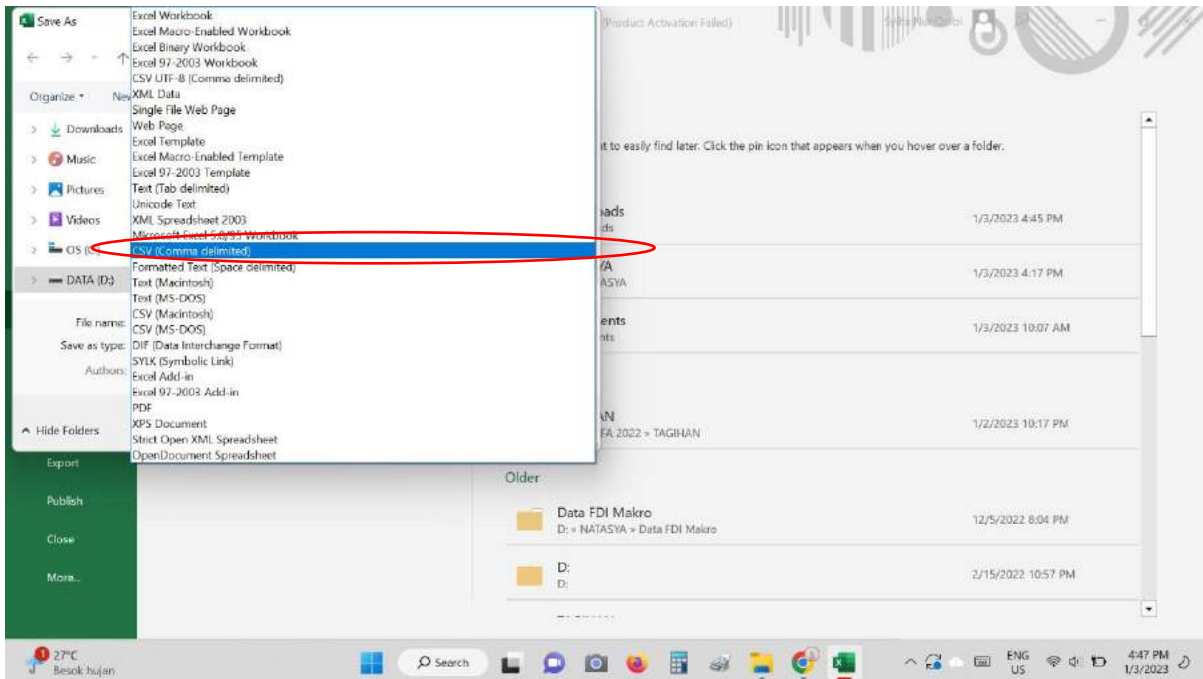 Save As
(Product Activation Failed)
Organize
New
Downloads
Music
Pictures
Videos
OS (C:)
DATA (D:)
File name:
Save as type:
Authors:
Hide Folders
Excel Workbook
Excel Macro-Enabled Workbook
Excel Binary Workbook
Excel 97-2003 Workbook
CSV UTF-8 (Comma delimited)
XML Data
Single File Web Page
Web Page
Excel Template
Excel Macro-Enabled Template
Excel 97-2003 Template
Text (Tab delimited)
Unicode Text
XML Spreadsheet 2003
Microsoft Excel 5.0/95 Workbook
CSV (Comma delimited)
Formatted Text (Space delimited)
Text (Macintosh)
Text (MS-DOS)
CSV (Macintosh)
CSV (MS-DOS)
DIF (Data Interchange Format)
SYLK (Symbolic Link)
Excel Add-in
Excel 97-2003 Add-in
PDF
XPS Document
Strict Open XML Spreadsheet
OpenDocument Spreadsheet
Export
Publish
Close
More...
to easily find later. Click the pin icon that appears when you hover over a folder.
oads
ds
1/3/2023 4:45 PM
YA
ASYA
1/3/2023 4:17 PM
ents
nts
1/3/2023 10:07 AM
AN
FA 2022 » TAGIHAN
1/2/2023 10:17 PM
Older
Data FDI Makro
D: » NATASYA » Data FDI Makro
12/5/2022 8:04 PM
D:
D:
2/15/2022 10:57 PM
1
27°C
Besok hujan
Search
ENG
US
4:47 PM
1/3/2023